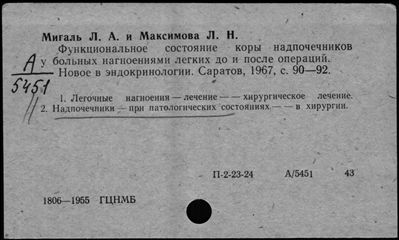 Мигаль Л. А. и Максимова Л. Н.
Функциональное состояние коры надпочечников
у больных нагноениями легких до и после операций.
Новое в эндокринологии. Саратов, 1967, с. 90—92.
А
5451
1. Легочные нагноения — лечение — — хирургическое лечение.
2. Надпочечники — при патологических состояниях — — в хирургии.
П-2-23-24 А/5451 43
1806—1955 ГЦНМБ